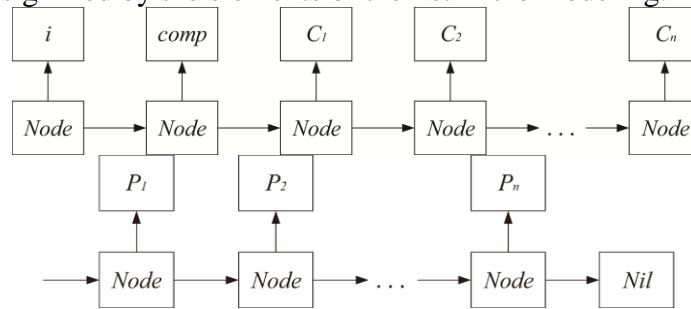 i comp C1 C2 Cn
Node Node Node Node ... Node
P1 P2 Pn
Node Node ... Node Nil